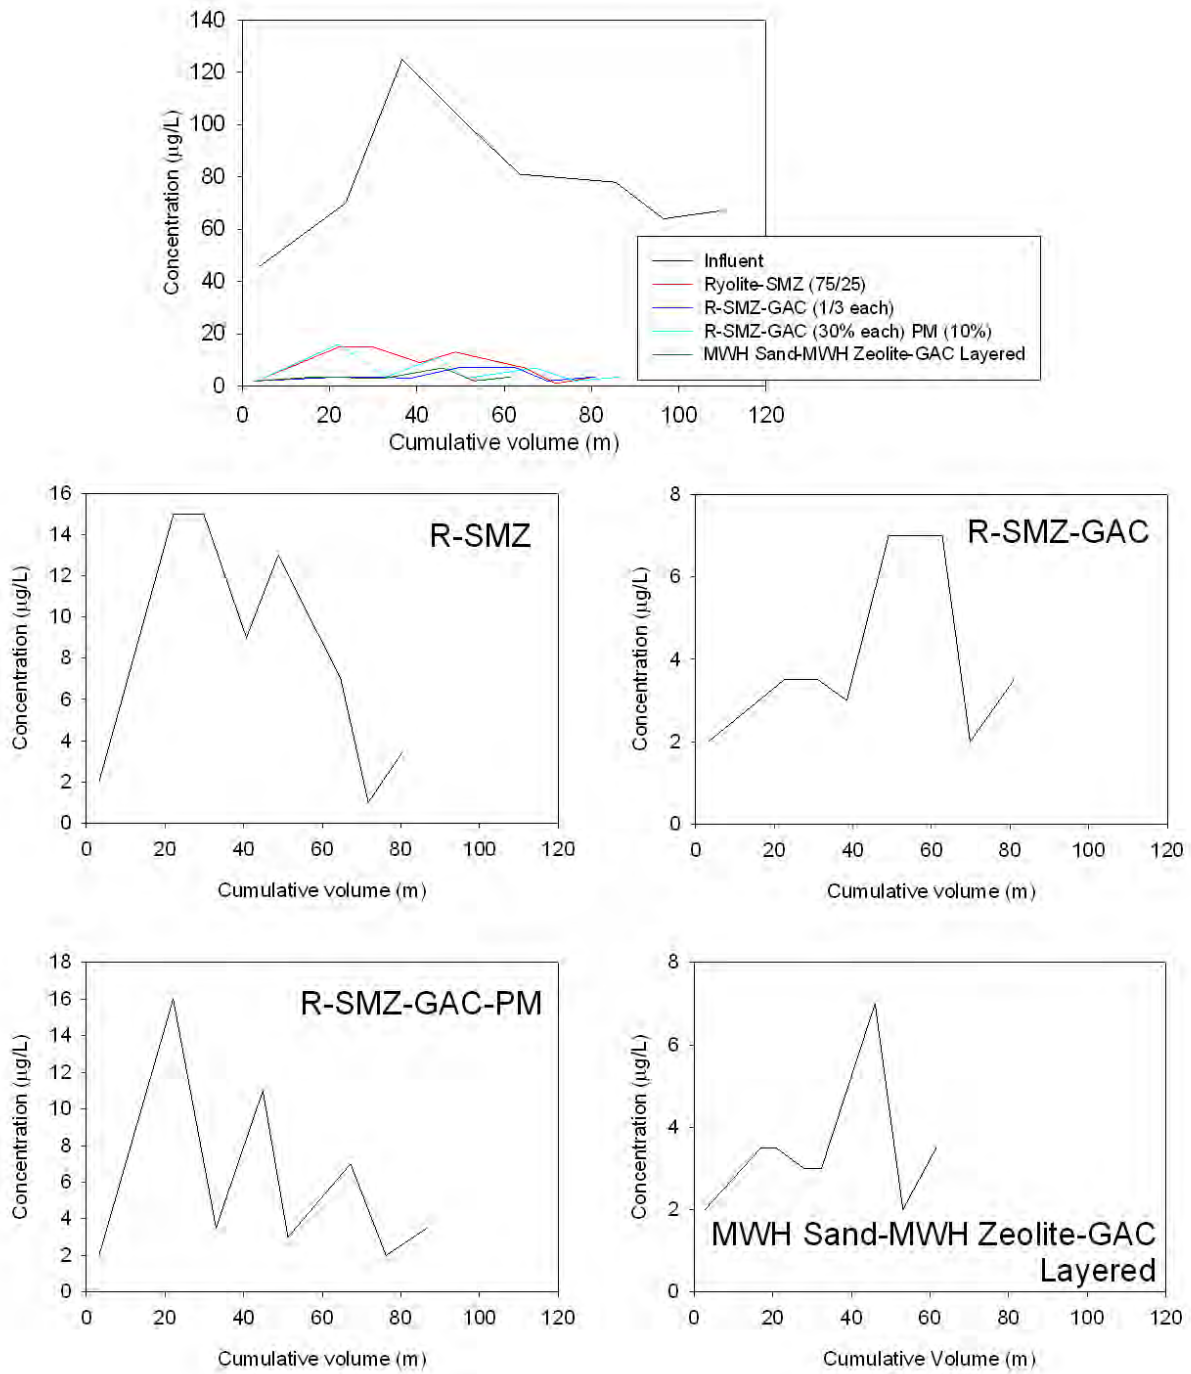 140
120
100
80
60
40
20
0
Concentration (µg/L)
0 20 40 60 80 100 120
Cumulative volume (m)
Influent
Ryolite-SMZ (75/25)
R-SMZ-GAC (1/3 each)
R-SMZ-GAC (30% each) PM (10%)
MWH Sand-MWH Zeolite-GAC Layered
16
14
12
10
8
6
4
2
0
Concentration (µg/L)
R-SMZ
0 20 40 60 80 100 120
Cumulative volume (m)
8
6
4
2
0
Concentration (µg/L)
R-SMZ-GAC
0 20 40 60 80 100 120
Cumulative volume (m)
18
16
14
12
10
8
6
4
2
0
Concentration (µg/L)
R-SMZ-GAC-PM
0 20 40 60 80 100 120
Cumulative volume (m)
8
6
4
2
0
Concentration (µg/L)
MWH Sand-MWH Zeolite-GAC
Layered
0 20 40 60 80 100 120
Cumulative Volume (m)